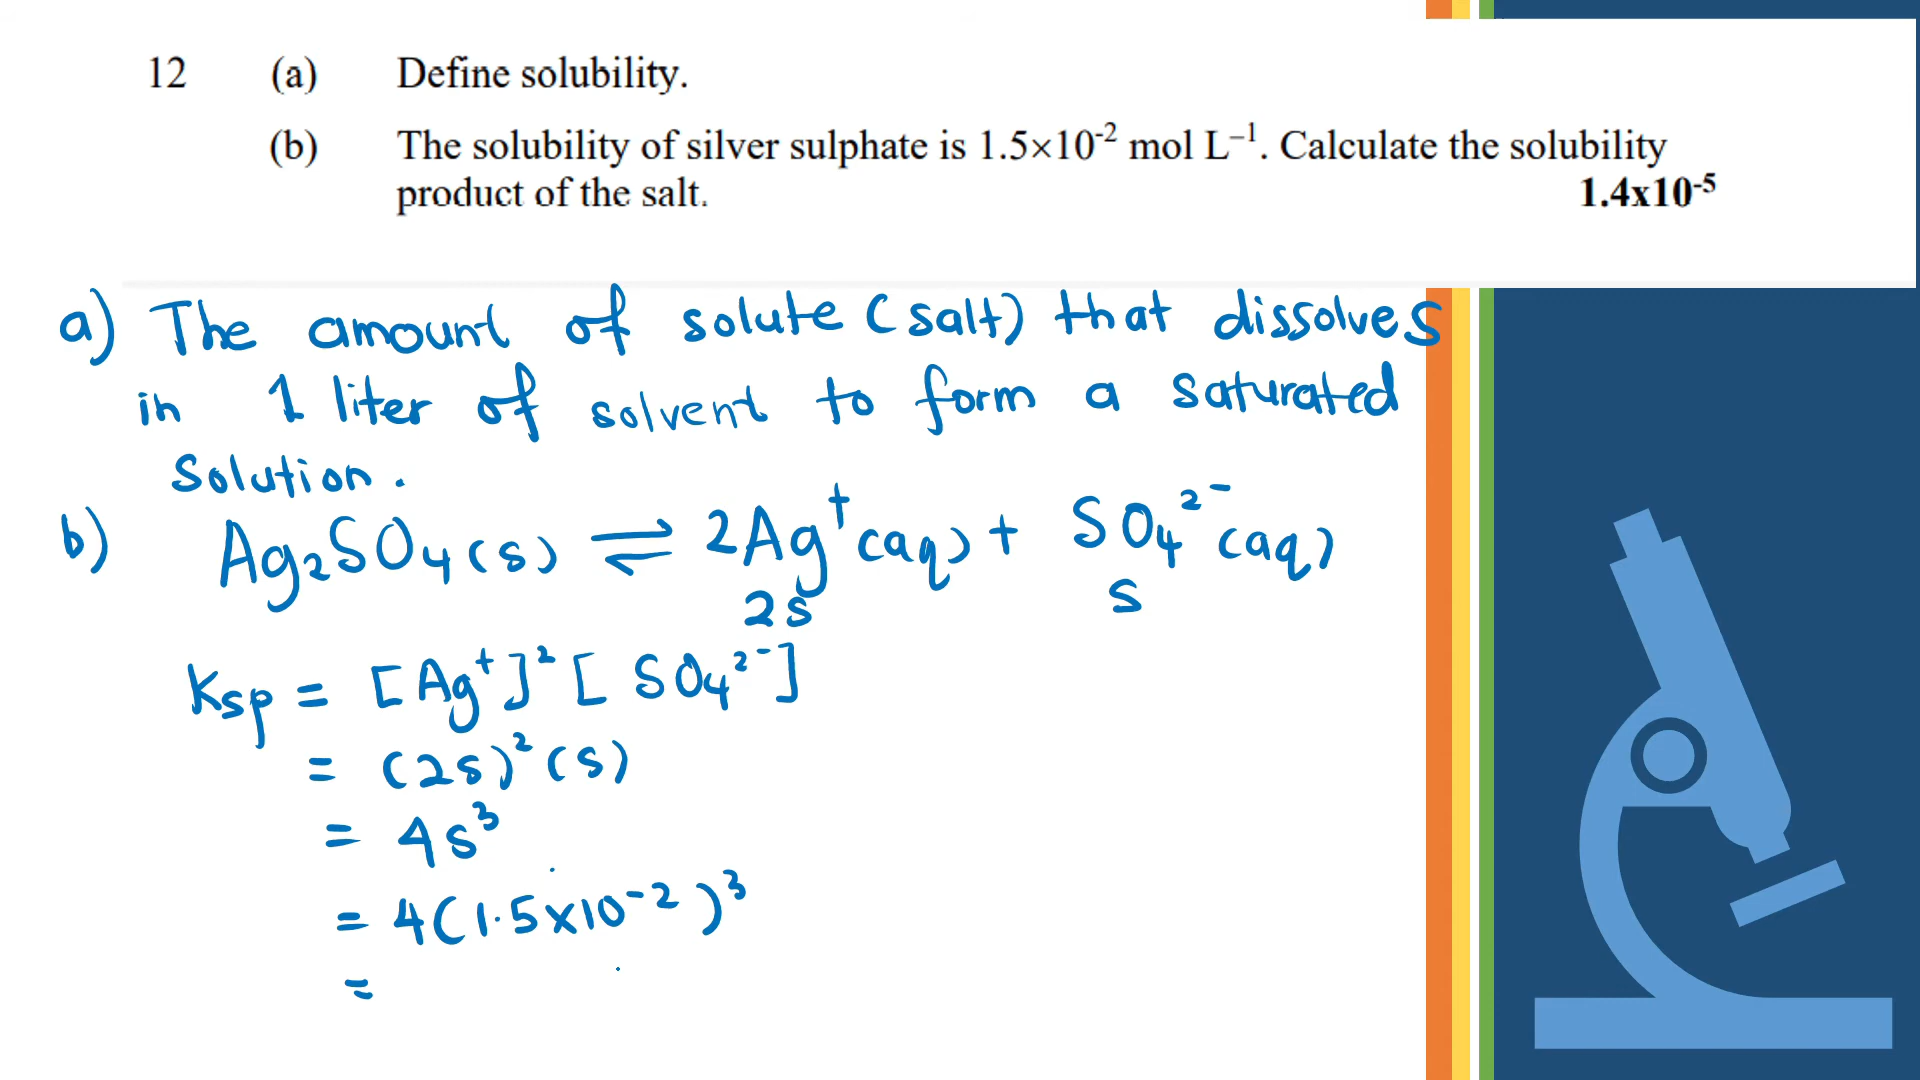 12 (a) Define solubility.
(b) The solubility of silver sulphate is 1.5×10⁻² mol L⁻¹. Calculate the solubility
product of the salt. 1.4x10⁻⁵
a) The amount of solute (salt) that dissolves
in 1 liter of solvent to form a saturated
solution.
b) Ag₂SO₄(s) ⇌ 2Ag⁺(aq) + SO₄²⁻(aq)
2s s
Ksp = [Ag⁺]² [SO₄²⁻]
= (2s)² (s)
= 4s³
= 4(1.5x10⁻²)³
=